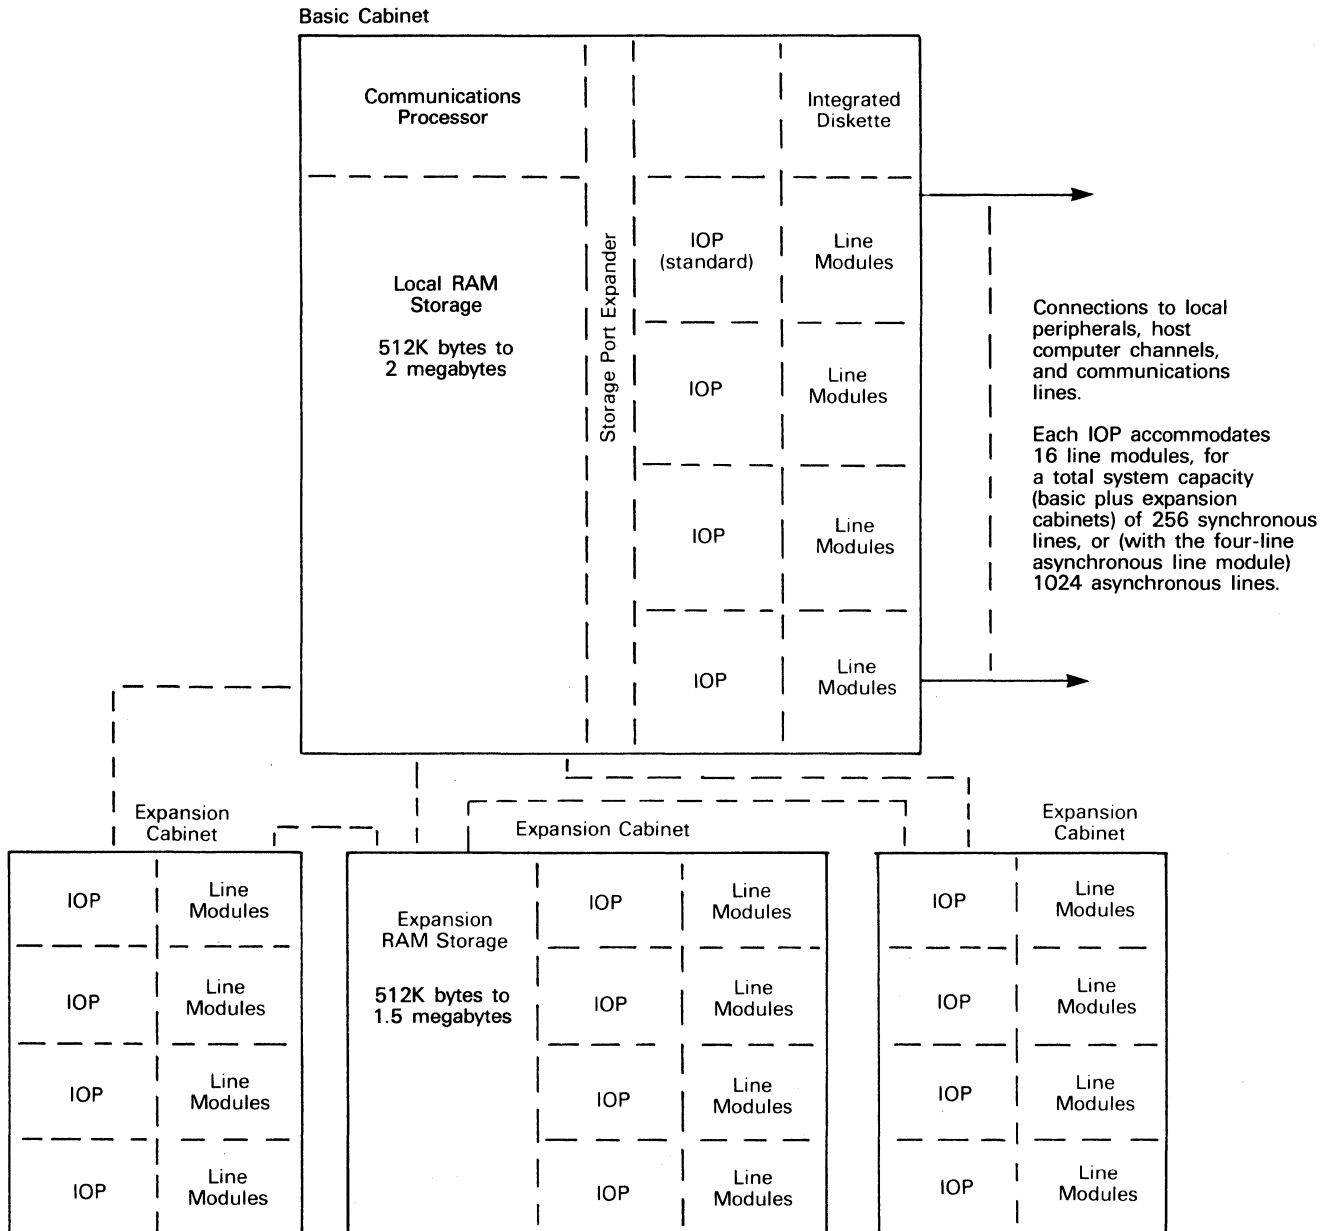 Basic Cabinet
Communications
Processor
Integrated
Diskette
Storage Port Expander
Local RAM
Storage
512K bytes to
2 megabytes
IOP
(standard)
Line
Modules
IOP
Line
Modules
IOP
Line
Modules
IOP
Line
Modules
Connections to local
peripherals, host
computer channels,
and communications
lines.
Each IOP accommodates
16 line modules, for
a total system capacity
(basic plus expansion
cabinets) of 256 synchronous
lines, or (with the four-line
asynchronous line module)
1024 asynchronous lines.
Expansion
Cabinet
IOP
Line
Modules
IOP
Line
Modules
IOP
Line
Modules
IOP
Line
Modules
Expansion Cabinet
Expansion
RAM Storage
512K bytes to
1.5 megabytes
IOP
Line
Modules
IOP
Line
Modules
IOP
Line
Modules
IOP
Line
Modules
Expansion
Cabinet
IOP
Line
Modules
IOP
Line
Modules
IOP
Line
Modules
IOP
Line
Modules